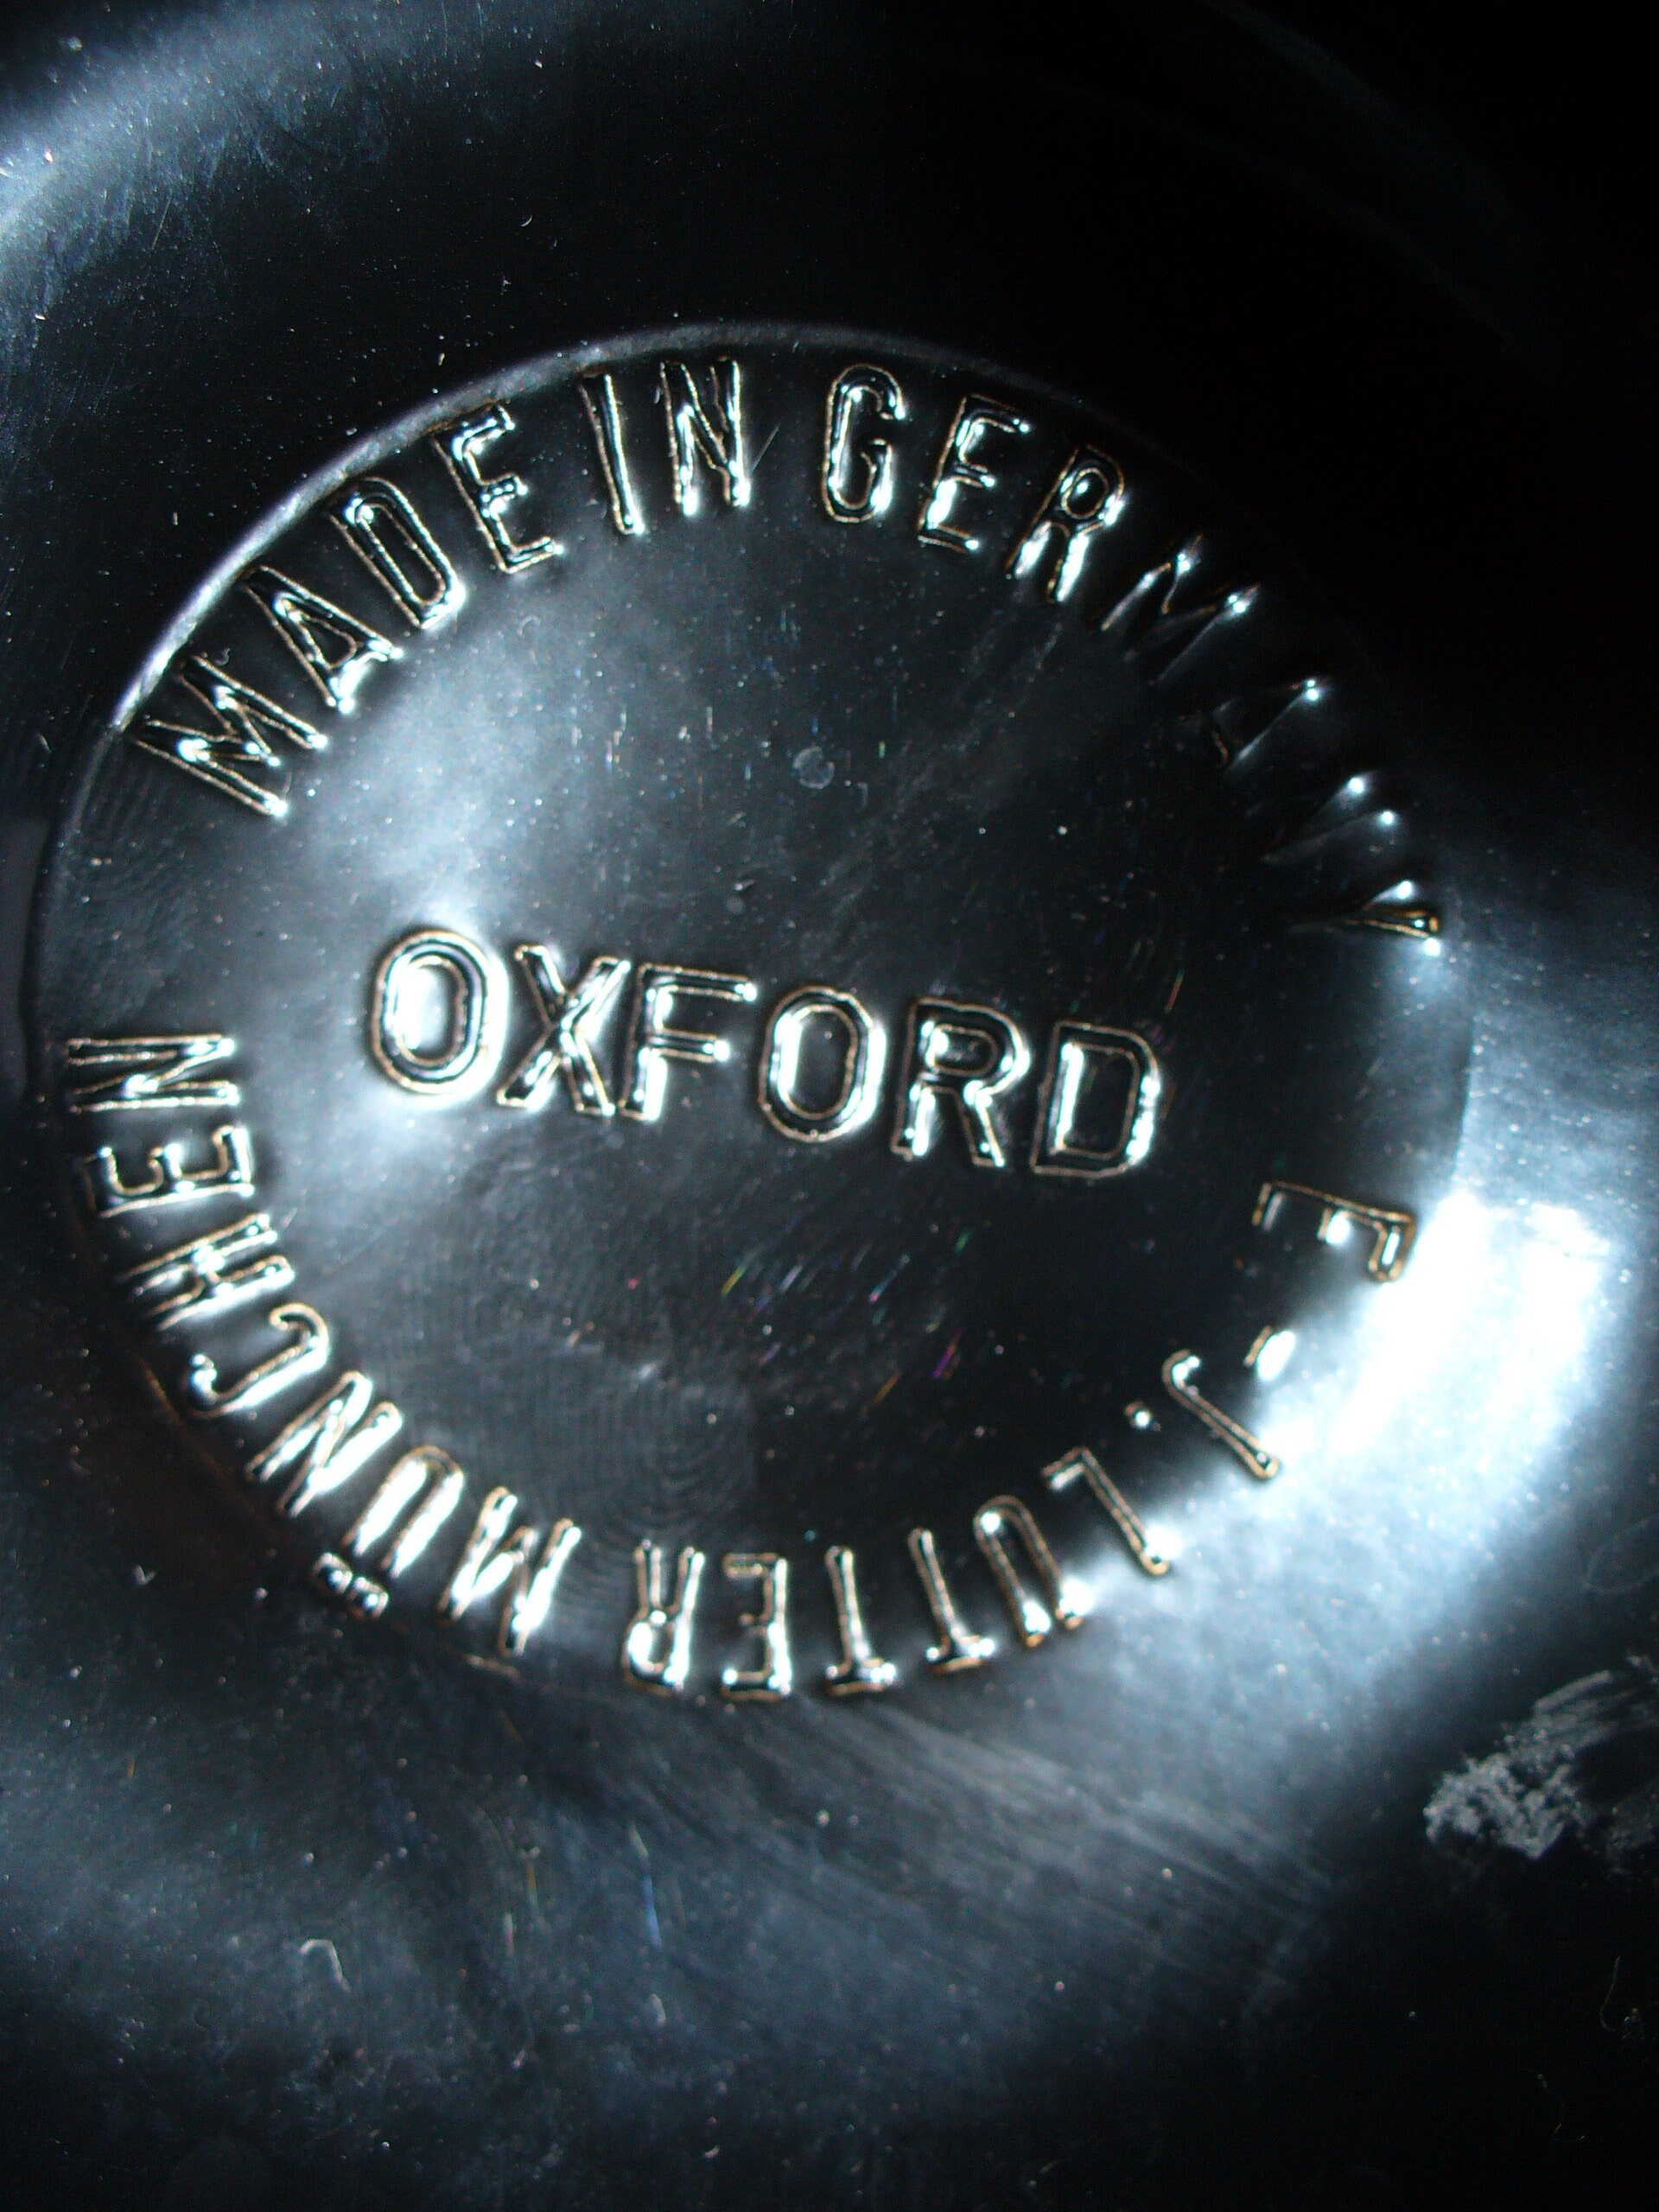 MADE IN GERMANY
OXFORD
F. J. LUTTER MÜNCHEN